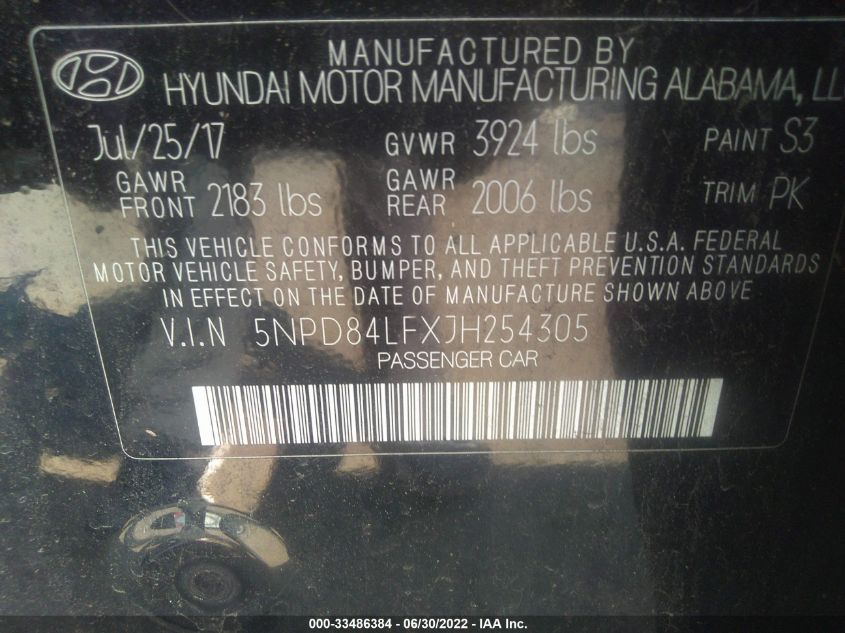 MANUFACTURED BY
HYUNDAI MOTOR MANUFACTURING ALABAMA, LLC
Jul/25/17 GVWR 3924 lbs PAINT S3
GAWR FRONT 2183 lbs GAWR REAR 2006 lbs TRIM PK
THIS VEHICLE CONFORMS TO ALL APPLICABLE U.S.A. FEDERAL
MOTOR VEHICLE SAFETY, BUMPER, AND THEFT PREVENTION STANDARDS
IN EFFECT ON THE DATE OF MANUFACTURE SHOWN ABOVE
V.I.N 5NPD84LFXJH254305
PASSENGER CAR
000-33486384 - 06/30/2022 - IAA Inc.